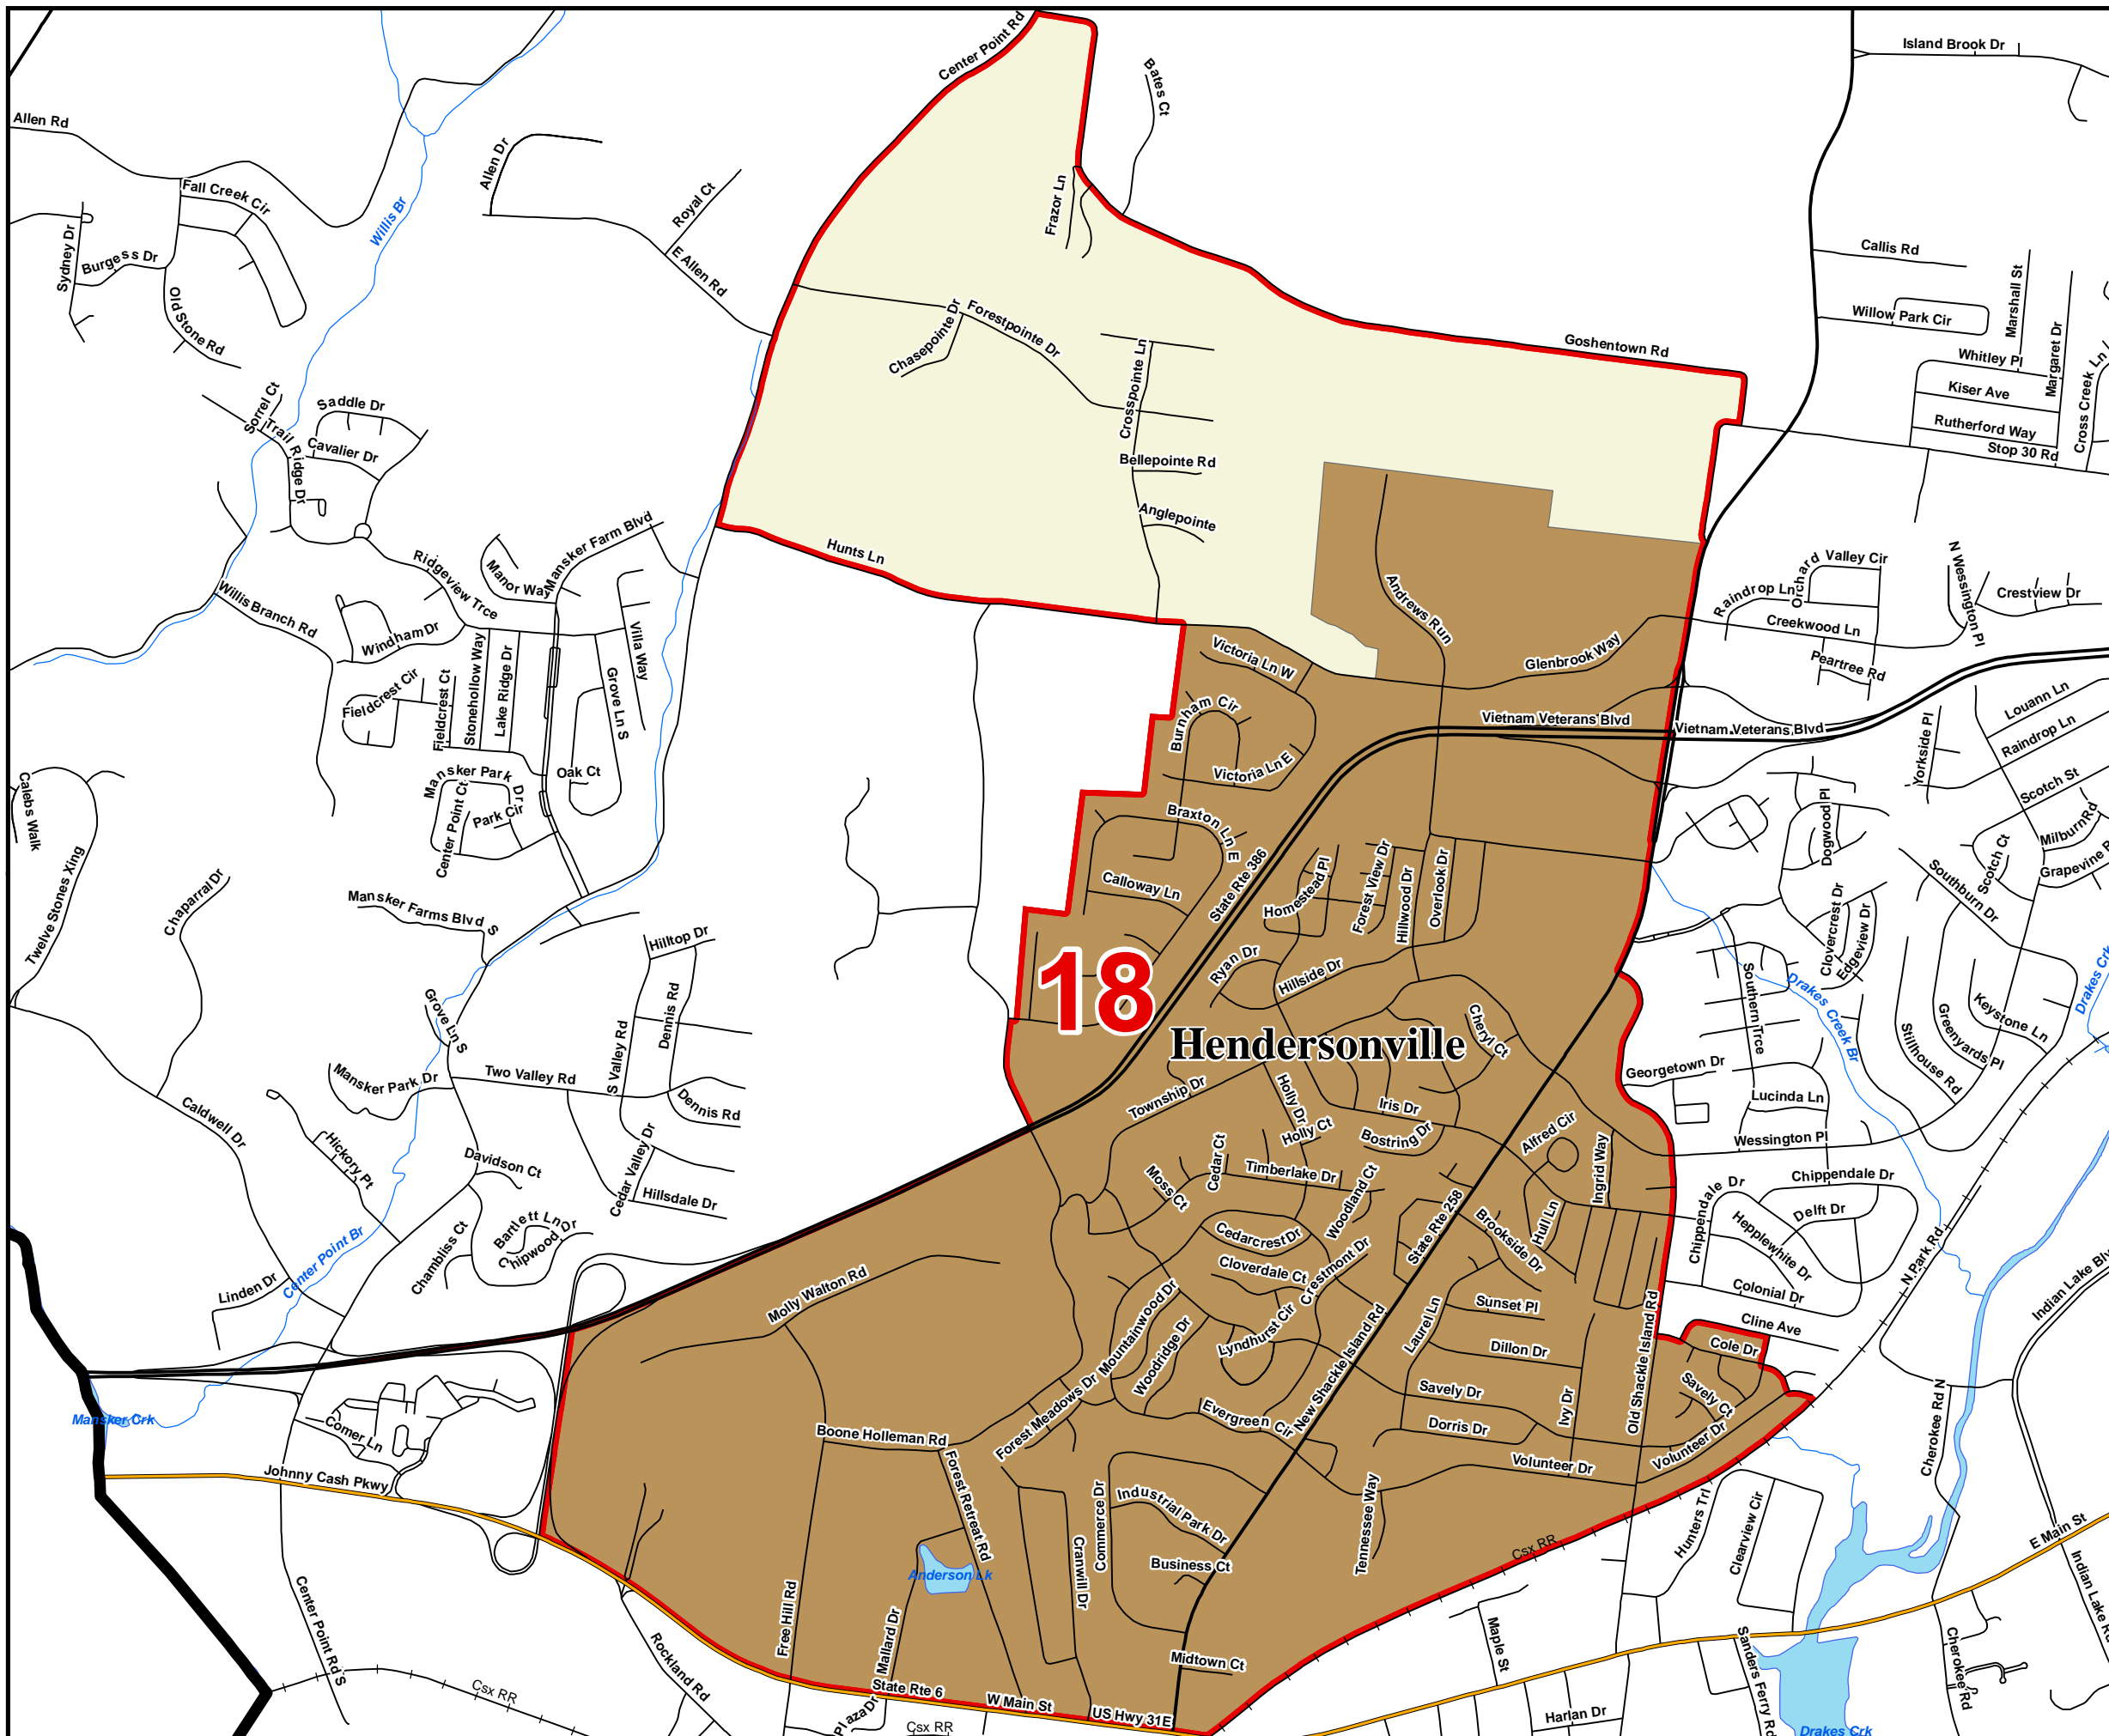 Center Point Rd
Island Brook Dr
Bates Ct
Allen Rd
Allen Dr
Fall Creek Cir
Royal Ct
Frazor Ln
Willis Br
Sydney Dr
Burgess Dr
E Allen Rd
Callis Rd
Marshall St
Old Stone Rd
Chasepointe Dr
Forestpointe Dr
Willow Park Cir
Goshentown Rd
Whitley Pl
Margaret Dr
Crosspointe Ln
Kiser Ave
Cross Creek Ln
Sorrel Ct
Saddle Dr
Trail Ridge Dr
Cavalier Dr
Rutherford Way
Stop 30 Rd
Bellepointe Rd
Anglepointe
Mansker Farm Blvd
Hunts Ln
Ridgeview Trce
Manor Way
Orchard Valley Cir
N Wessington Pl
Raindrop Ln
Crestview Dr
Andrews Run
Willis Branch Rd
Windham Dr
Villa Way
Creekwood Ln
Victoria Ln W
Glenbrook Way
Peartree Rd
Fieldcrest Cir
Fieldcrest Ct
Stonehollow Way
Lake Ridge Dr
Grove Ln S
Burnham Cir
Vietnam Veterans Blvd
Vietnam Veterans Blvd
Louann Ln
Raindrop Ln
Yorkside Pl
Victoria Ln E
Oak Ct
Mansker Park Dr
Center Point Ct
Park Cir
Calebs Walk
Scotch St
Braxton Ln E
Dogwood Pl
Milburn Rd
Scotch Ct
Grapevine R
Twelve Stones Xing
Chaparral Dr
Calloway Ln
State Rte 386
Homestead Pl
Forest View Dr
Hillwood Dr
Overlook Dr
Southburn Dr
Clovercrest Dr
Edgeview Dr
Mansker Farms Blvd S
Hilltop Dr
Ryan Dr
Hillside Dr
18
Hendersonville
Southern Trce
Drakes Creek Br
Drakes Crk
Keystone Ln
Greenyards Pl
Stillhouse Rd
Grove Ln S
S Valley Rd
Dennis Rd
Cheryl Ct
Georgetown Dr
Lucinda Ln
Mansker Park Dr
Two Valley Rd
Dennis Rd
Township Dr
Holly Dr
Iris Dr
Caldwell Dr
Holly Ct
Bostring Dr
Alfred Cir
Wessington Pl
Hickory Pt
Davidson Ct
Cedar Valley Dr
Hillsdale Dr
Moss Ct
Cedar Ct
Timberlake Dr
Woodland Ct
Ingrid Way
Chippendale Dr
Chippendale Dr
Delft Dr
Hepplewhite Dr
Colonial Dr
N Park Rd
Bartlett Ln
Chipwood Dr
Chambliss Ct
Cedarcrest Dr
State Rte 258
Brookside Dr
Hull Ln
Center Point Br
Linden Dr
Molly Walton Rd
Cloverdale Ct
Crestmont Dr
Mountainwood Dr
Woodridge Dr
Lyndhurst Cir
New Shackle Island Rd
Laurel Ln
Sunset Pl
Dillon Dr
Old Shackle Island Rd
Cline Ave
Cole Dr
Indian Lake Blv
Savely Dr
Savely Ct
Ivy Dr
Mansker Crk
Comer Ln
Forest Meadows Dr
Evergreen Cir
Dorris Dr
Boone Holleman Rd
Volunteer Dr
Volunteer Dr
Cherokee Rd N
Johnny Cash Pkwy
Forest Retreat Rd
Commerce Dr
Industrial Park Dr
Tennessee Way
Hunters Trl
Clearview Cir
E Main St
Csx RR
Business Ct
Cranwill Dr
Anderson Lk
Free Hill Rd
Center Point Rd S
Rockland Rd
Mallard Dr
Midtown Ct
Maple St
Sanders Ferry Rd
Cherokee Rd
Indian Lake R
Csx RR
State Rte 6
W Main St
US Hwy 31E
Plaza Dr
Csx RR
Harlan Dr
Drakes Crk